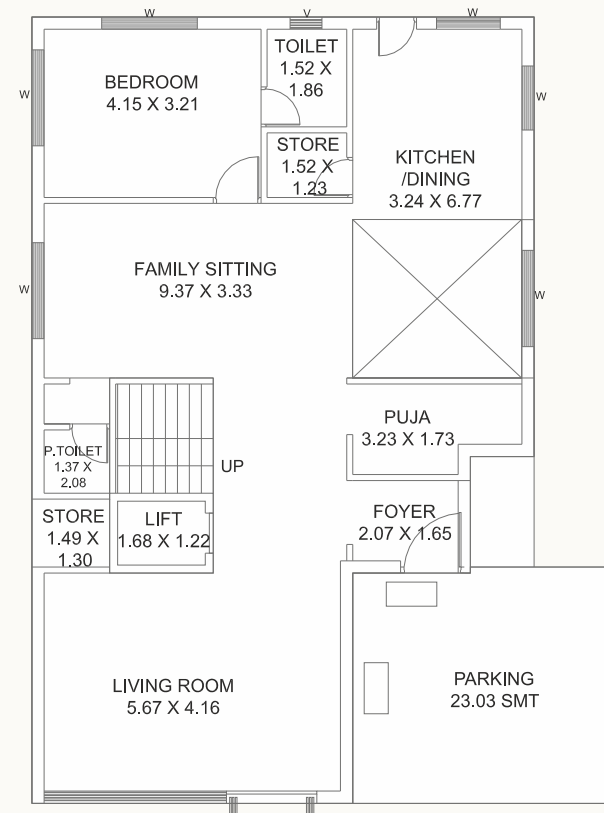 W
V
W
TOILET
1.52 X
1.86
BEDROOM
4.15 X 3.21
W
W
STORE
1.52 X
1.23
KITCHEN
/DINING
3.24 X 6.77
FAMILY SITTING
9.37 X 3.33
W
W
PUJA
3.23 X 1.73
P.TOILET
1.37 X
2.08
UP
STORE
1.49 X
1.30
LIFT
1.68 X 1.22
FOYER
2.07 X 1.65
LIVING ROOM
5.67 X 4.16
PARKING
23.03 SMT